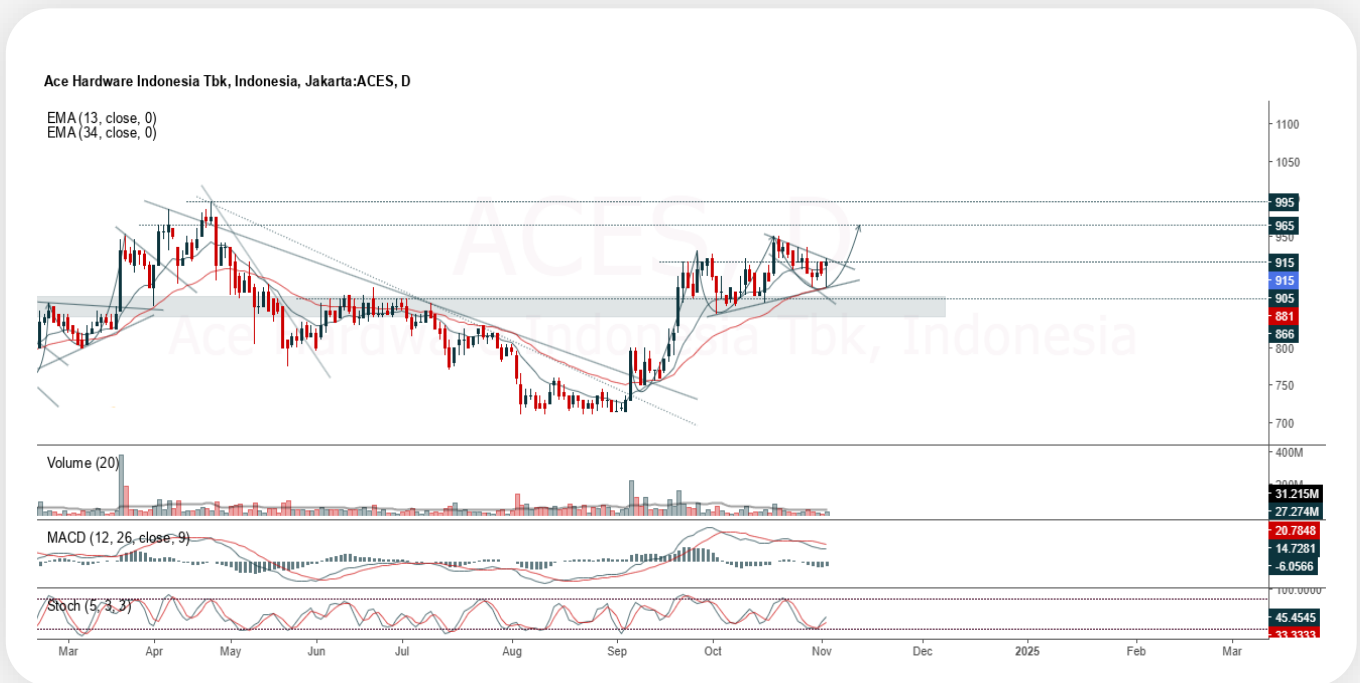 Ace Hardware Indonesia Tbk, Indonesia, Jakarta:ACES, D
EMA (13, close, 0)
EMA (34, close, 0)
ACES, D
Ace Hardware Indonesia Tbk, Indonesia
1100
1050
995
965
950
915
915
905
881
866
800
750
700
Volume (20)
400M
200M
31.215M
27.274M
MACD (12, 26, close, 9)
20.7848
14.7281
-6.0566
Stoch (5, 3, 3)
100.0000
45.4545
33.3333
Mar Apr May Jun Jul Aug Sep Oct Nov Dec 2025 Feb Mar